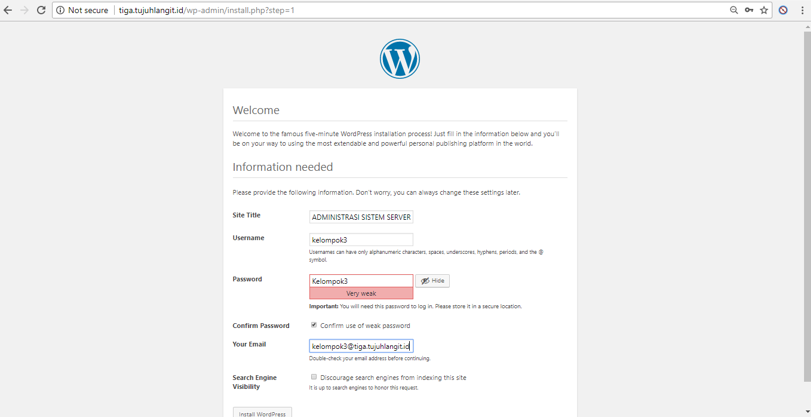 Not secure | tiga.tujuhlangit.id/wp-admin/install.php?step=1
Welcome
Welcome to the famous five-minute WordPress installation process! Just fill in the information below and you'll
be on your way to using the most extendable and powerful personal publishing platform in the world.
Information needed
Please provide the following information. Don't worry, you can always change these settings later.
Site Title
ADMINISTRASI SISTEM SERVER
Username
kelompok3
Usernames can have only alphanumeric characters, spaces, underscores, hyphens, periods, and the @
symbol.
Password
Kelompok3
Hide
Very weak
Important: You will need this password to log in. Please store it in a secure location.
Confirm Password
Confirm use of weak password
Your Email
kelompok3@tiga.tujuhlangit.id
Double-check your email address before continuing.
Search Engine
Visibility
Discourage search engines from indexing this site
It is up to search engines to honor this request.
Install WordPress